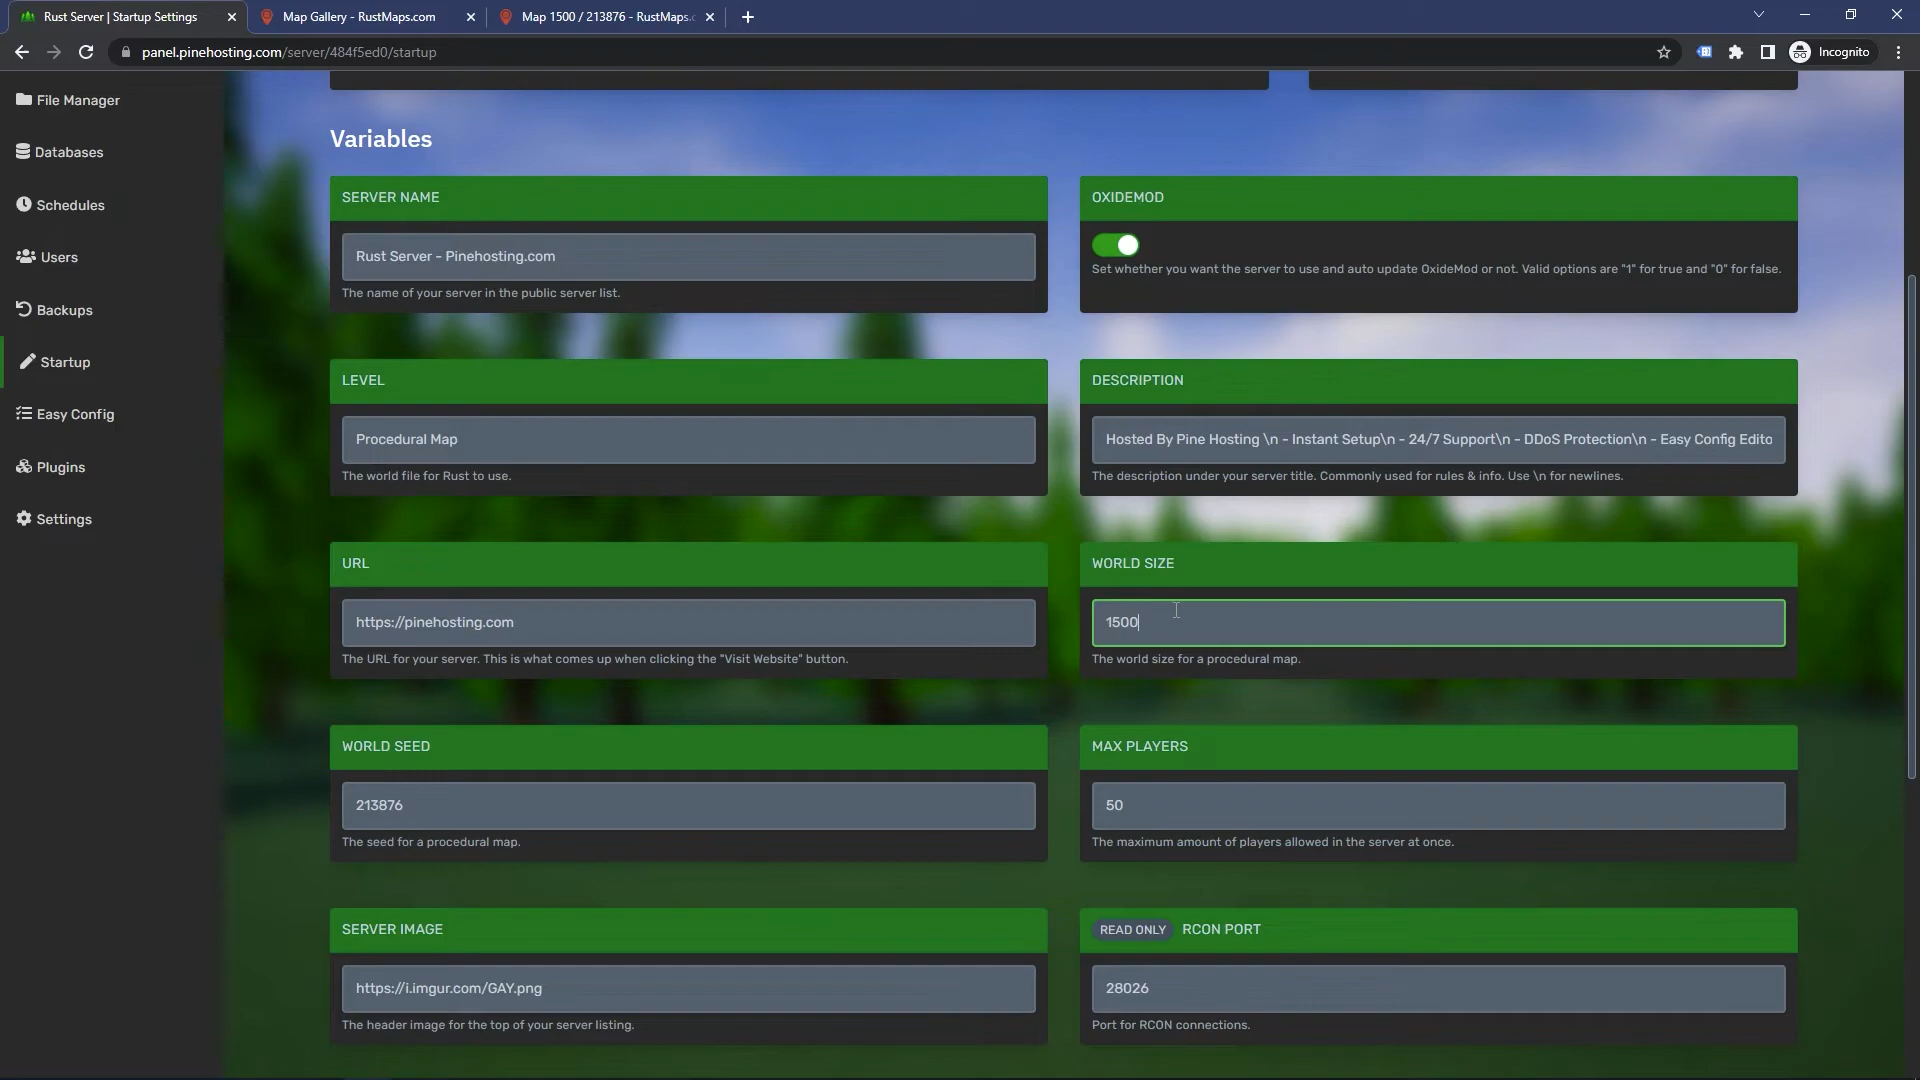 Rust Server | Startup Settings
Map Gallery - RustMaps.com
Map 1500 / 213876 - RustMaps.c
panel.pinehosting.com/server/484f5ed0/startup
Incognito
File Manager
Databases
Schedules
Users
Backups
Startup
Easy Config
Plugins
Settings
Variables
SERVER NAME
Rust Server - Pinehosting.com
The name of your server in the public server list.
OXIDEMOD
Set whether you want the server to use and auto update OxideMod or not. Valid options are "1" for true and "0" for false.
LEVEL
Procedural Map
The world file for Rust to use.
DESCRIPTION
Hosted By Pine Hosting \n - Instant Setup\n - 24/7 Support\n - DDoS Protection\n - Easy Config Edito
The description under your server title. Commonly used for rules & info. Use \n for newlines.
URL
https://pinehosting.com
The URL for your server. This is what comes up when clicking the "Visit Website" button.
WORLD SIZE
1500
The world size for a procedural map.
WORLD SEED
213876
The seed for a procedural map.
MAX PLAYERS
50
The maximum amount of players allowed in the server at once.
SERVER IMAGE
https://i.imgur.com/GAY.png
The header image for the top of your server listing.
READ ONLY RCON PORT
28026
Port for RCON connections.